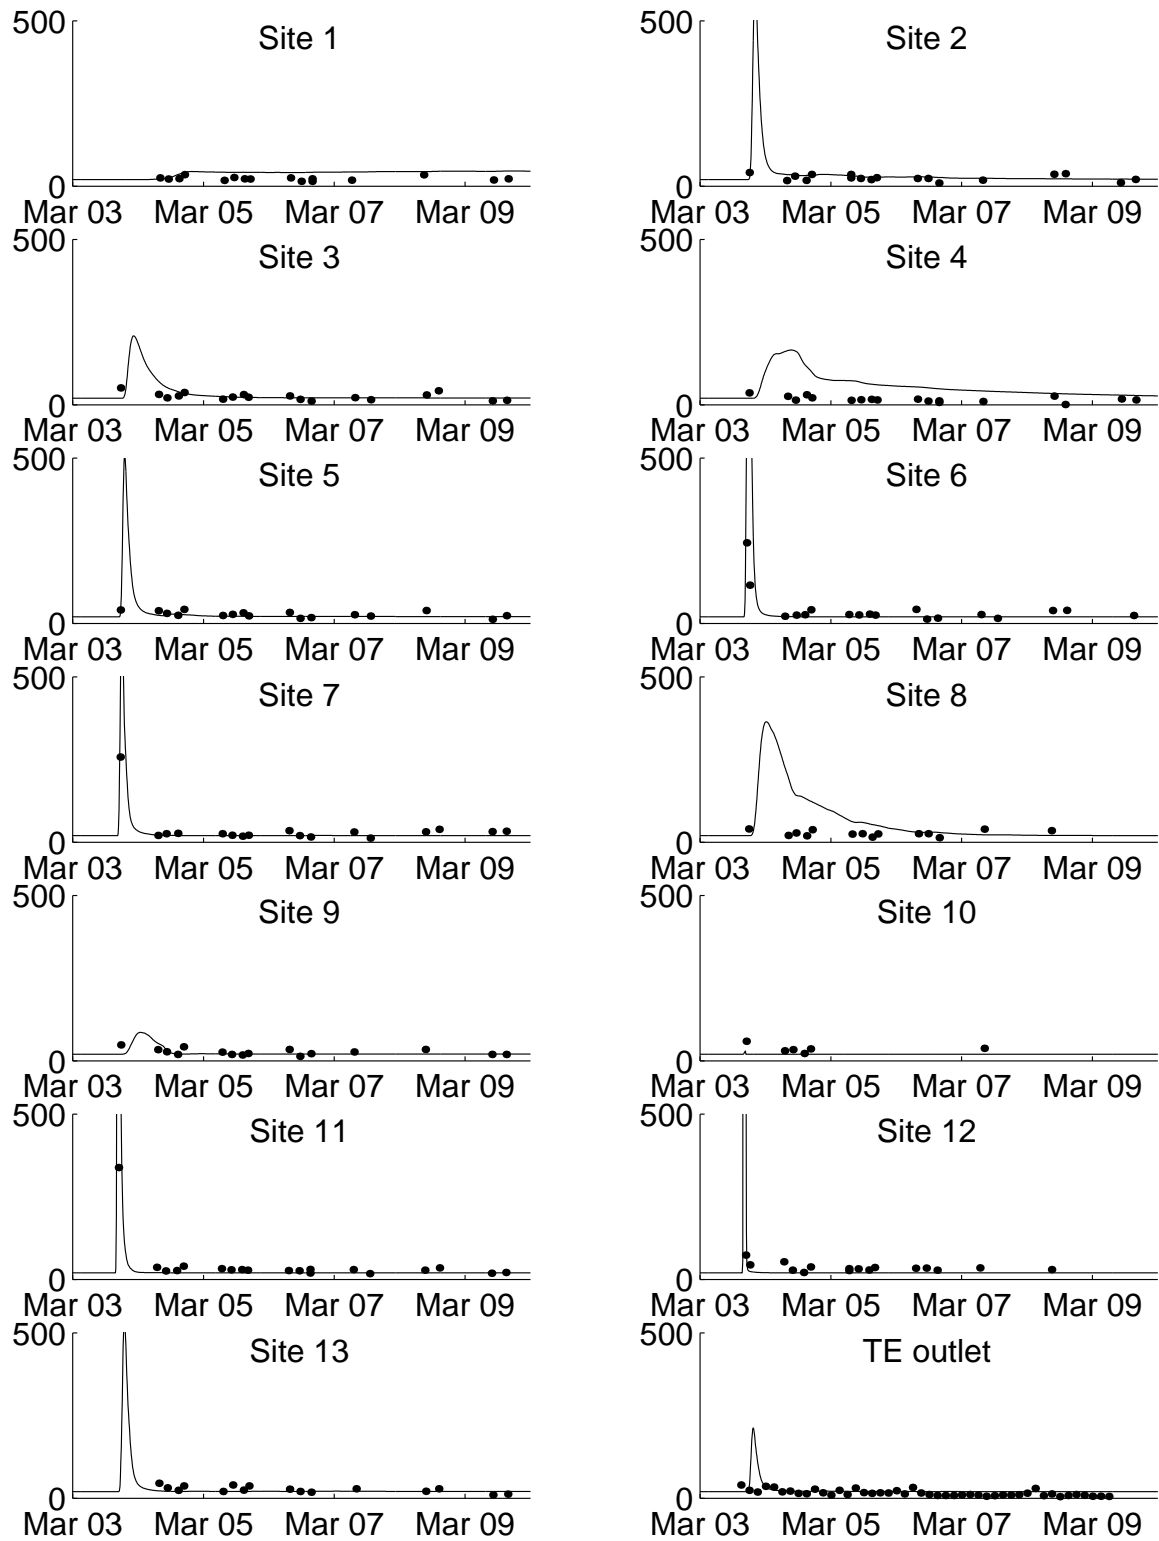 500 Site 1 500 Site 2
0 0
Mar 03 Mar 05 Mar 07 Mar 09 Mar 03 Mar 05 Mar 07 Mar 09
500 Site 3 500 Site 4
0 0
Mar 03 Mar 05 Mar 07 Mar 09 Mar 03 Mar 05 Mar 07 Mar 09
500 Site 5 500 Site 6
0 0
Mar 03 Mar 05 Mar 07 Mar 09 Mar 03 Mar 05 Mar 07 Mar 09
500 Site 7 500 Site 8
0 0
Mar 03 Mar 05 Mar 07 Mar 09 Mar 03 Mar 05 Mar 07 Mar 09
500 Site 9 500 Site 10
0 0
Mar 03 Mar 05 Mar 07 Mar 09 Mar 03 Mar 05 Mar 07 Mar 09
500 Site 11 500 Site 12
0 0
Mar 03 Mar 05 Mar 07 Mar 09 Mar 03 Mar 05 Mar 07 Mar 09
500 Site 13 500 TE outlet
0 0
Mar 03 Mar 05 Mar 07 Mar 09 Mar 03 Mar 05 Mar 07 Mar 09